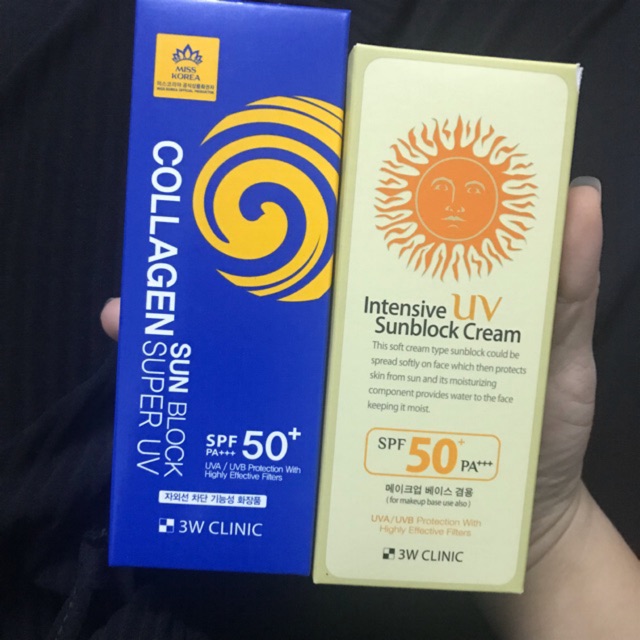 MISS
KOREA
COLLAGEN SUN BLOCK
SUPER UV
SPF 50+
PA+++
UVA / UVB Protection With
Highly Effective Filters
자외선 차단 기능성 화장품
3W CLINIC
Intensive UV
Sunblock Cream
This soft cream type sunblock could be
spread softly on face which then protects
skin from sun and its moisturizing
component provides water to the face
keeping it moist.
SPF 50+ PA+++
메이크업 베이스 겸용
( for makeup base use also )
UVA/UVB Protection With
Highly Effective Filters
3W CLINIC